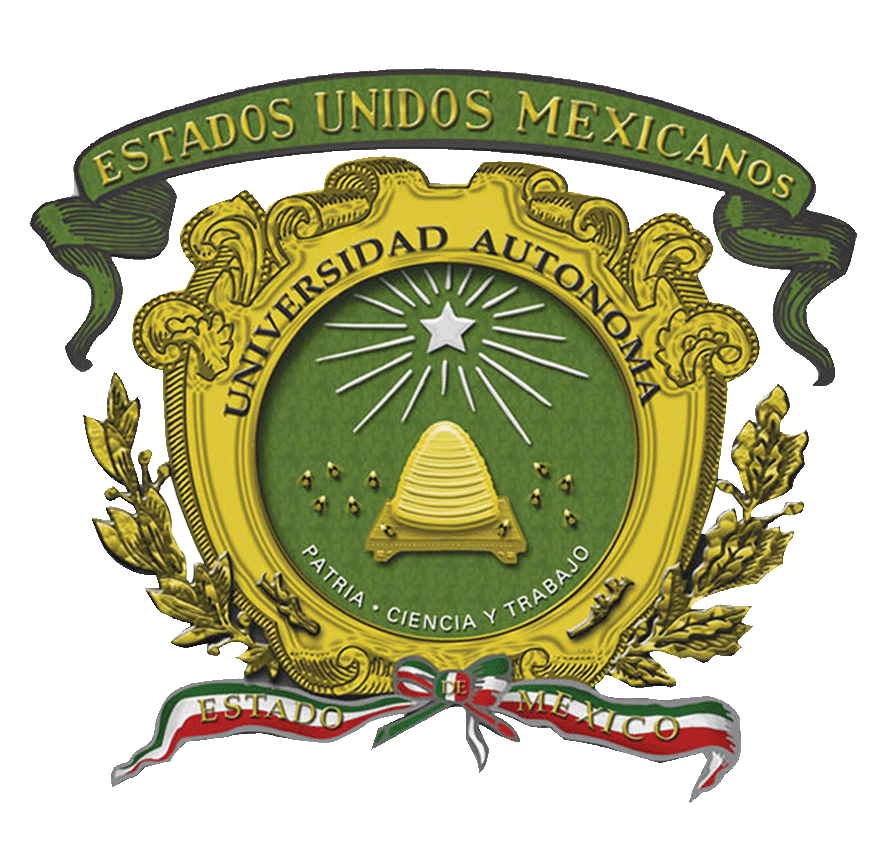 ESTADOS UNIDOS MEXICANOS
UNIVERSIDAD AUTONOMA
PATRIA • CIENCIA Y TRABAJO
ESTADO DE MEXICO